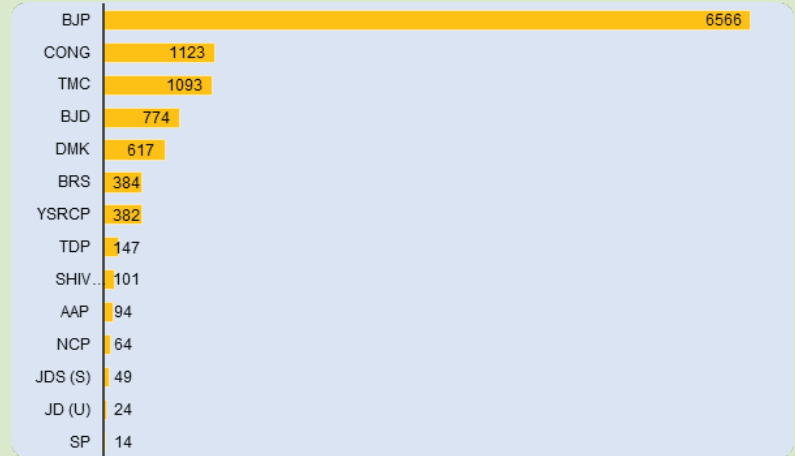 BJP 6566
CONG 1123
TMC 1093
BJD 774
DMK 617
BRS 384
YSRCP 382
TDP 147
SHIV... 101
AAP 94
NCP 64
JDS (S) 49
JD (U) 24
SP 14